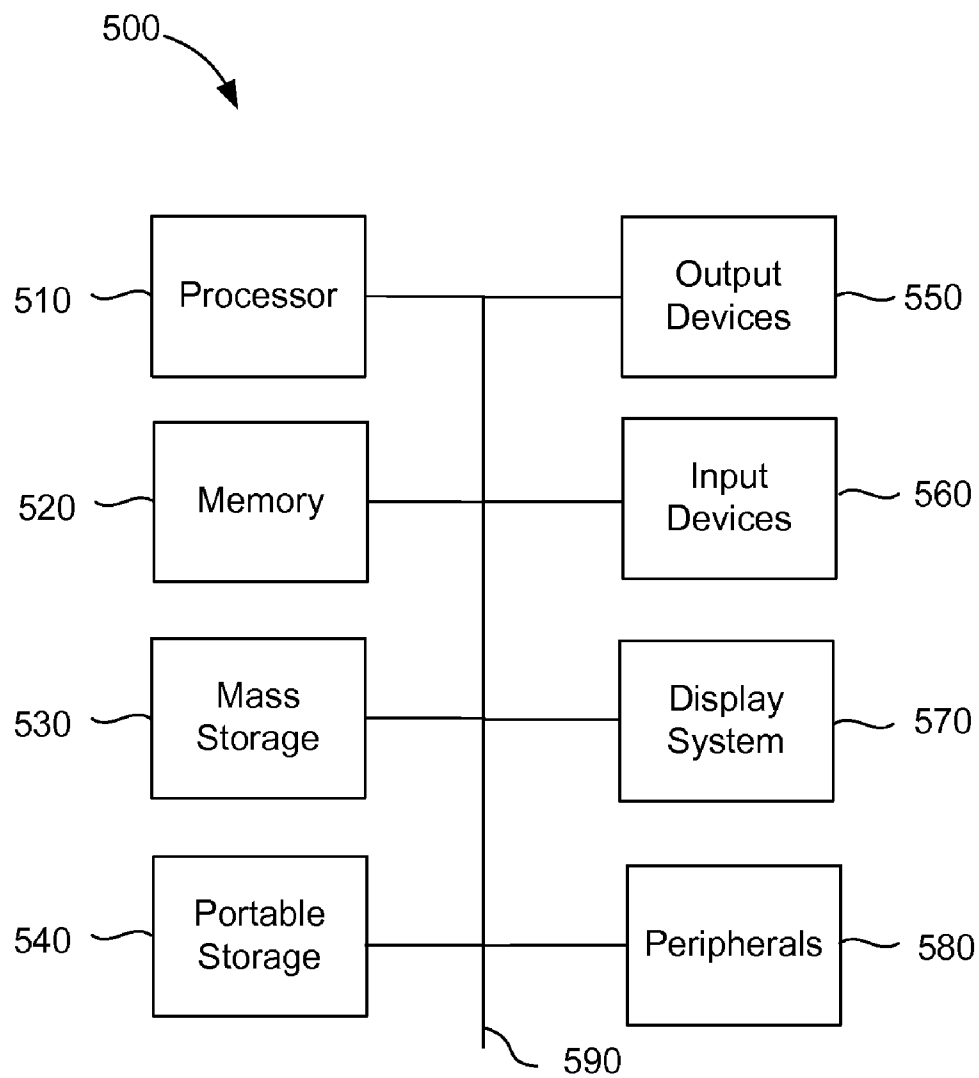 500
510
Processor
Output
Devices
550
520
Memory
Input
Devices
560
530
Mass
Storage
Display
System
570
540
Portable
Storage
Peripherals
580
590